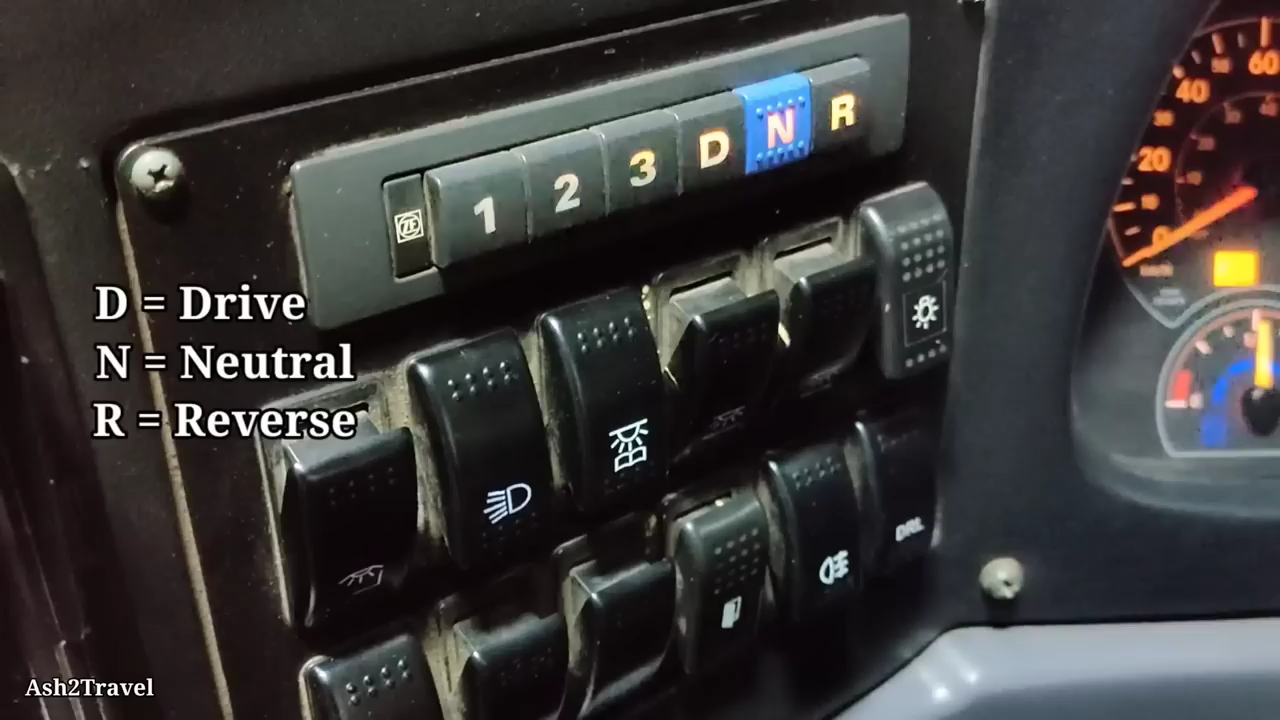 ZF
1 2 3 D N R
D = Drive
N = Neutral
R = Reverse
DRL
40
60
20
0
Ash2Travel